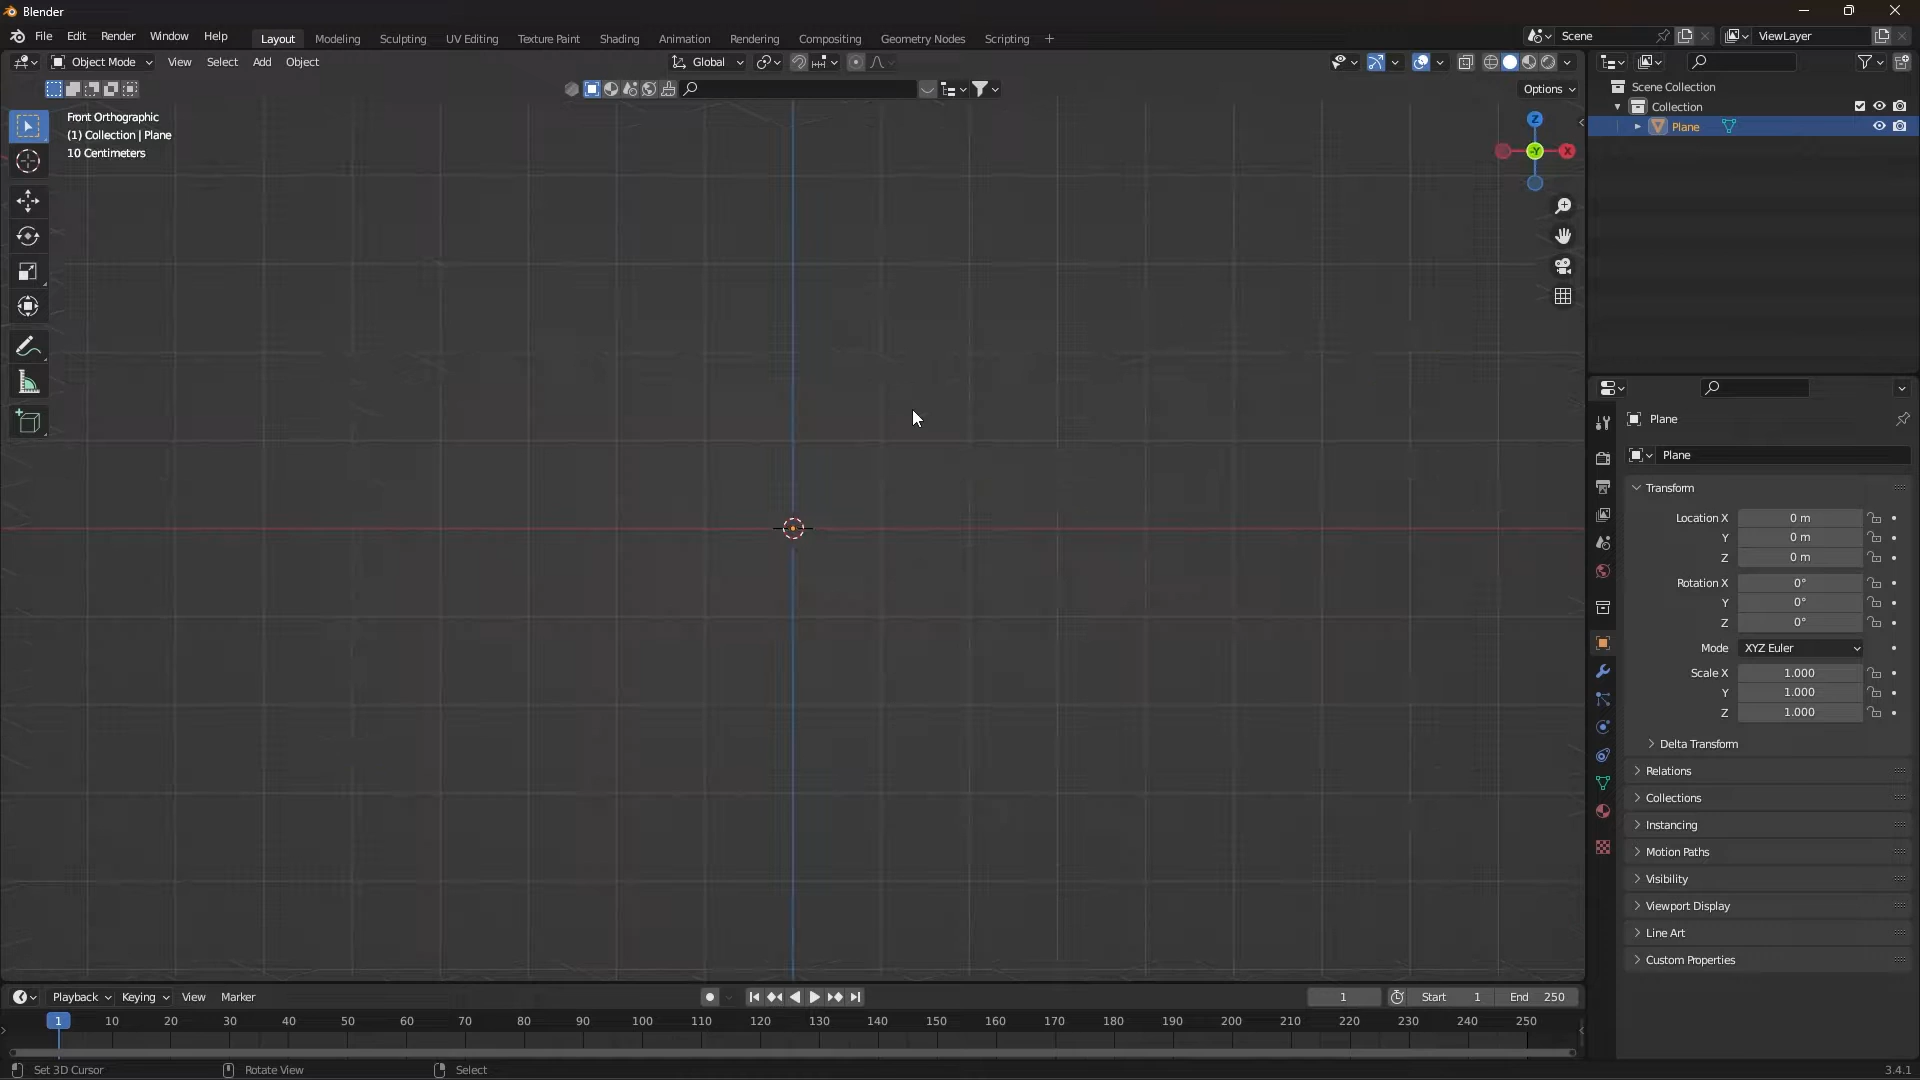 Blender
File Edit Render Window Help Layout Modeling Sculpting UV Editing Texture Paint Shading Animation Rendering Compositing Geometry Nodes Scripting + Scene ViewLayer
Object Mode View Select Add Object Global
Options
Front Orthographic
(1) Collection | Plane
10 Centimeters
Z
-Y
X
Scene Collection
Collection
Plane
Plane
Plane
Transform
Location X 0 m
Y 0 m
Z 0 m
Rotation X 0°
Y 0°
Z 0°
Mode XYZ Euler
Scale X 1.000
Y 1.000
Z 1.000
Delta Transform
Relations
Collections
Instancing
Motion Paths
Visibility
Viewport Display
Line Art
Custom Properties
Playback Keying View Marker 1 Start 1 End 250
1 10 20 30 40 50 60 70 80 90 100 110 120 130 140 150 160 170 180 190 200 210 220 230 240 250
Set 3D Cursor Rotate View Select 3.4.1